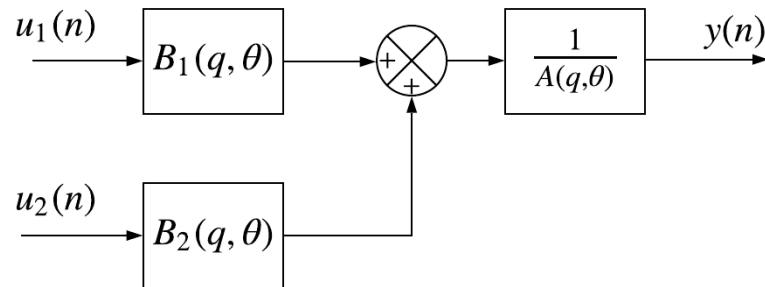 u₁(n)
B₁(q, θ)
+
+
1
A(q,θ)
y(n)
u₂(n)
B₂(q, θ)